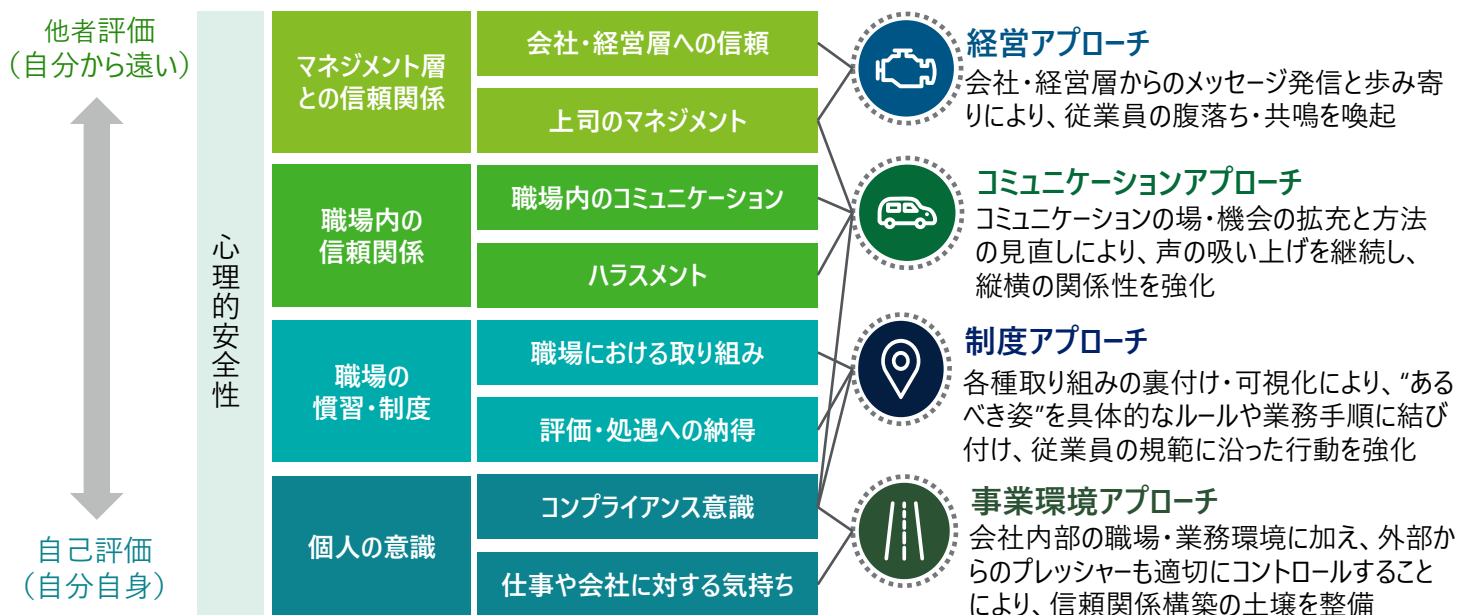 他者評価
（自分から遠い）
自己評価
（自分自身）
心理的安全性
マネジメント層
との信頼関係
会社・経営層への信頼
上司のマネジメント
職場内の
信頼関係
職場内のコミュニケーション
ハラスメント
職場の
慣習・制度
職場における取り組み
評価・処遇への納得
個人の意識
コンプライアンス意識
仕事や会社に対する気持ち
経営アプローチ
会社・経営層からのメッセージ発信と歩み寄
りにより、従業員の腹落ち・共鳴を喚起
コミュニケーションアプローチ
コミュニケーションの場・機会の拡充と方法
の見直しにより、声の吸い上げを継続し、
縦横の関係性を強化
制度アプローチ
各種取り組みの裏付け・可視化により、“ある
べき姿”を具体的なルールや業務手順に結び
付け、従業員の規範に沿った行動を強化
事業環境アプローチ
会社内部の職場・業務環境に加え、外部か
らのプレッシャーも適切にコントロールすること
により、信頼関係構築の土壌を整備